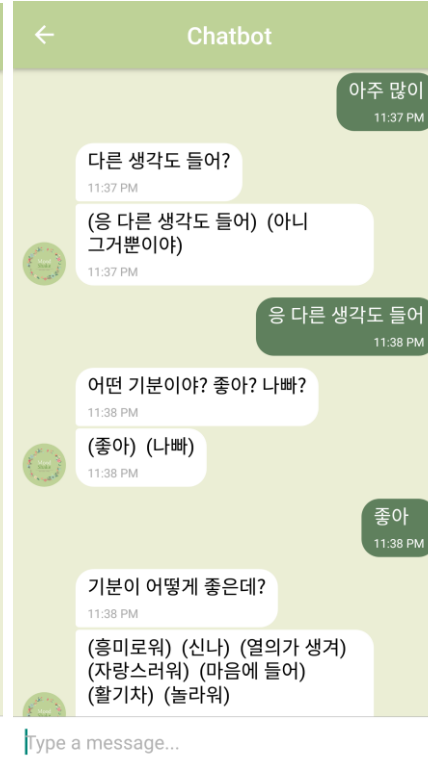 Chatbot
아주 많이
11:37 PM
다른 생각도 들어?
11:37 PM
(응 다른 생각도 들어) (아니
그거뿐이야)
11:37 PM
응 다른 생각도 들어
11:38 PM
어떤 기분이야? 좋아? 나빠?
11:38 PM
(좋아) (나빠)
11:38 PM
좋아
11:38 PM
기분이 어떻게 좋은데?
11:38 PM
(흥미로워) (신나) (열의가 생겨)
(자랑스러워) (마음에 들어)
(활기차) (놀라워)
Type a message...